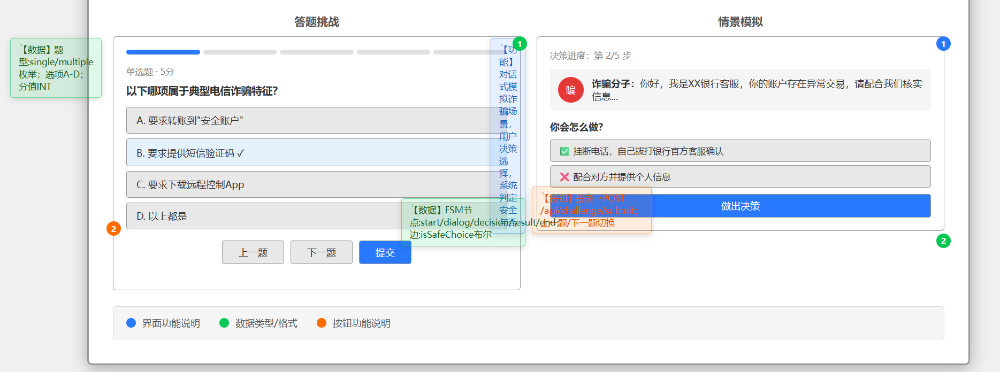 答题挑战
情景模拟
【数据】题
型:single/multiple
枚举；选项A-D；
分值INT
单选题 · 5分
以下哪项属于典型电信诈骗特征？
A. 要求转账到"安全账户"
B. 要求提供短信验证码 ✓
C. 要求下载远程控制App
D. 以上都是
2
上一题
下一题
提交
1
【功
能】
对话
式模
拟诈
骗场
景，
用户
决策
选
择，
系统
判定
安全
与否
【数据】FSM节
点:start/dialog/decision/result/end；
边:isSafeChoice布尔
1
决策进度：第 2/5 步
骗
诈骗分子：你好，我是XX银行客服，你的账户存在异常交易，请配合我们核实
信息...
你会怎么做？
✅ 挂断电话，自己拨打银行官方客服确认
❌ 配合对方并提供个人信息
做出决策
【按钮】提交→POST
/api/challenge/submit；
上一题/下一题切换
2
界面功能说明
数据类型/格式
按钮功能说明